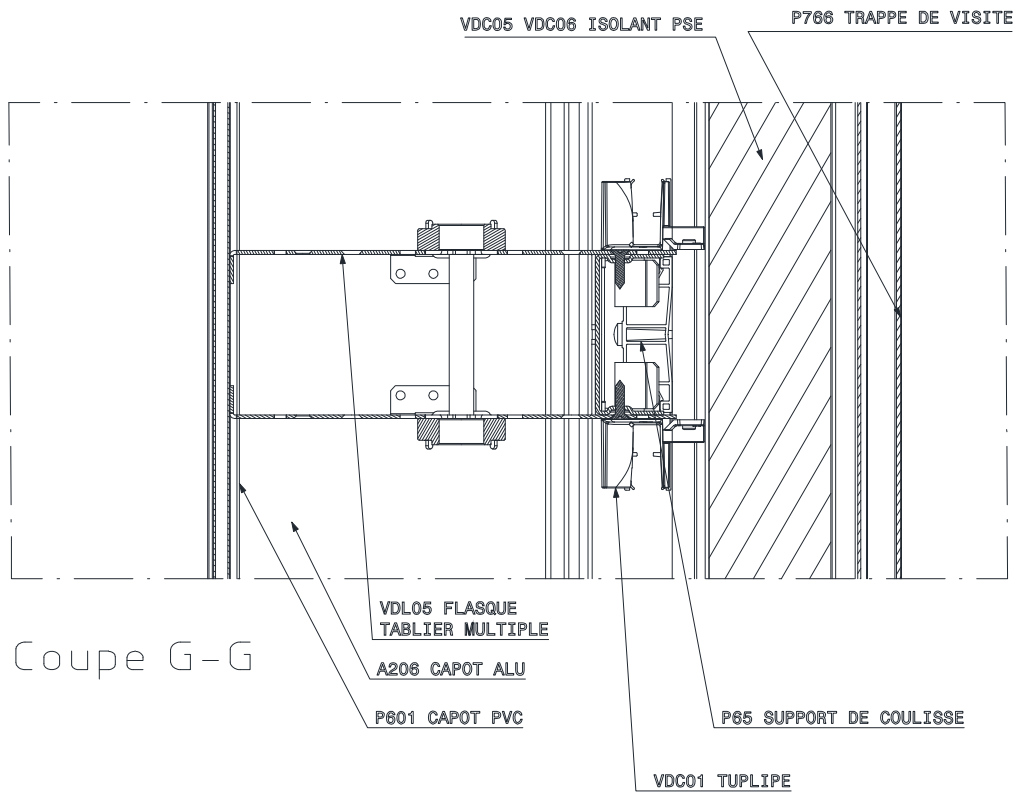 P766 TRAPPE DE VISITE
VDC05 VDC06 ISOLANT PSE
VDL05 FLASQUE
TABLIER MULTIPLE
Coupe G-G
A206 CAPOT ALU
P601 CAPOT PVC
P65 SUPPORT DE COULISSE
VDC01 TUPLIPE